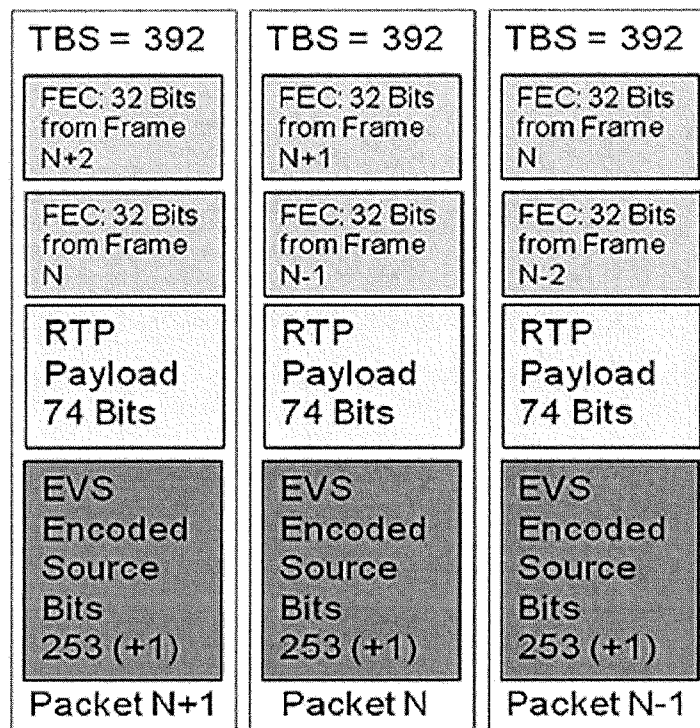 TBS = 392
FEC: 32 Bits
from Frame
N+2
FEC: 32 Bits
from Frame
N
RTP
Payload
74 Bits
EVS
Encoded
Source
Bits
253 (+1)
Packet N+1
TBS = 392
FEC: 32 Bits
from Frame
N+1
FEC: 32 Bits
from Frame
N-1
RTP
Payload
74 Bits
EVS
Encoded
Source
Bits
253 (+1)
Packet N
TBS = 392
FEC: 32 Bits
from Frame
N
FEC: 32 Bits
from Frame
N-2
RTP
Payload
74 Bits
EVS
Encoded
Source
Bits
253 (+1)
Packet N-1